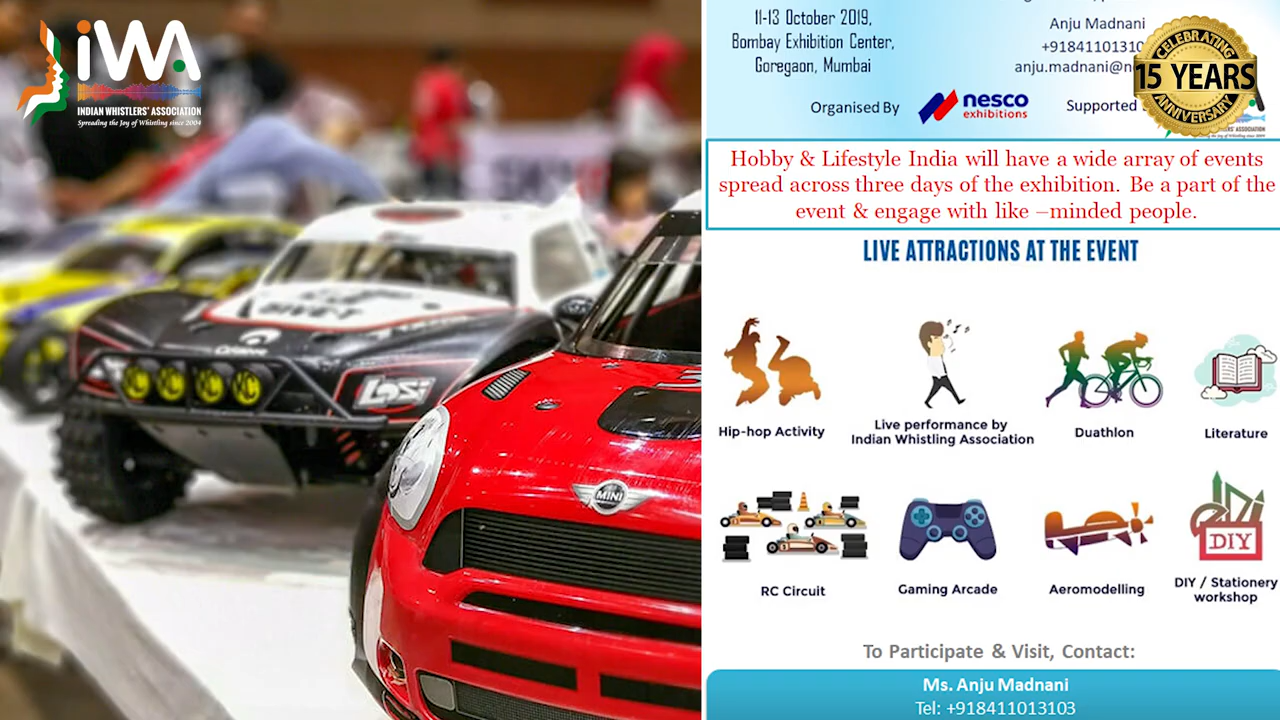 iWA
INDIAN WHISTLERS' ASSOCIATION
Spreading the Joy of Whistling since 2004
LOSi
MINI
11-13 October 2019,
Bombay Exhibition Center,
Goregaon, Mumbai
Anju Madnani
+9184110131
anju.madnani@n
CELEBRATING
15 YEARS
ANNIVERSARY
Organised By
nesco
exhibitions
Supported
Hobby & Lifestyle India will have a wide array of events
spread across three days of the exhibition. Be a part of the
event & engage with like –minded people.
LIVE ATTRACTIONS AT THE EVENT
Hip-hop Activity
Live performance by
Indian Whistling Association
Duathlon
Literature
RC Circuit
Gaming Arcade
Aeromodelling
DIY
DIY / Stationery
workshop
To Participate & Visit, Contact:
Ms. Anju Madnani
Tel: +918411013103